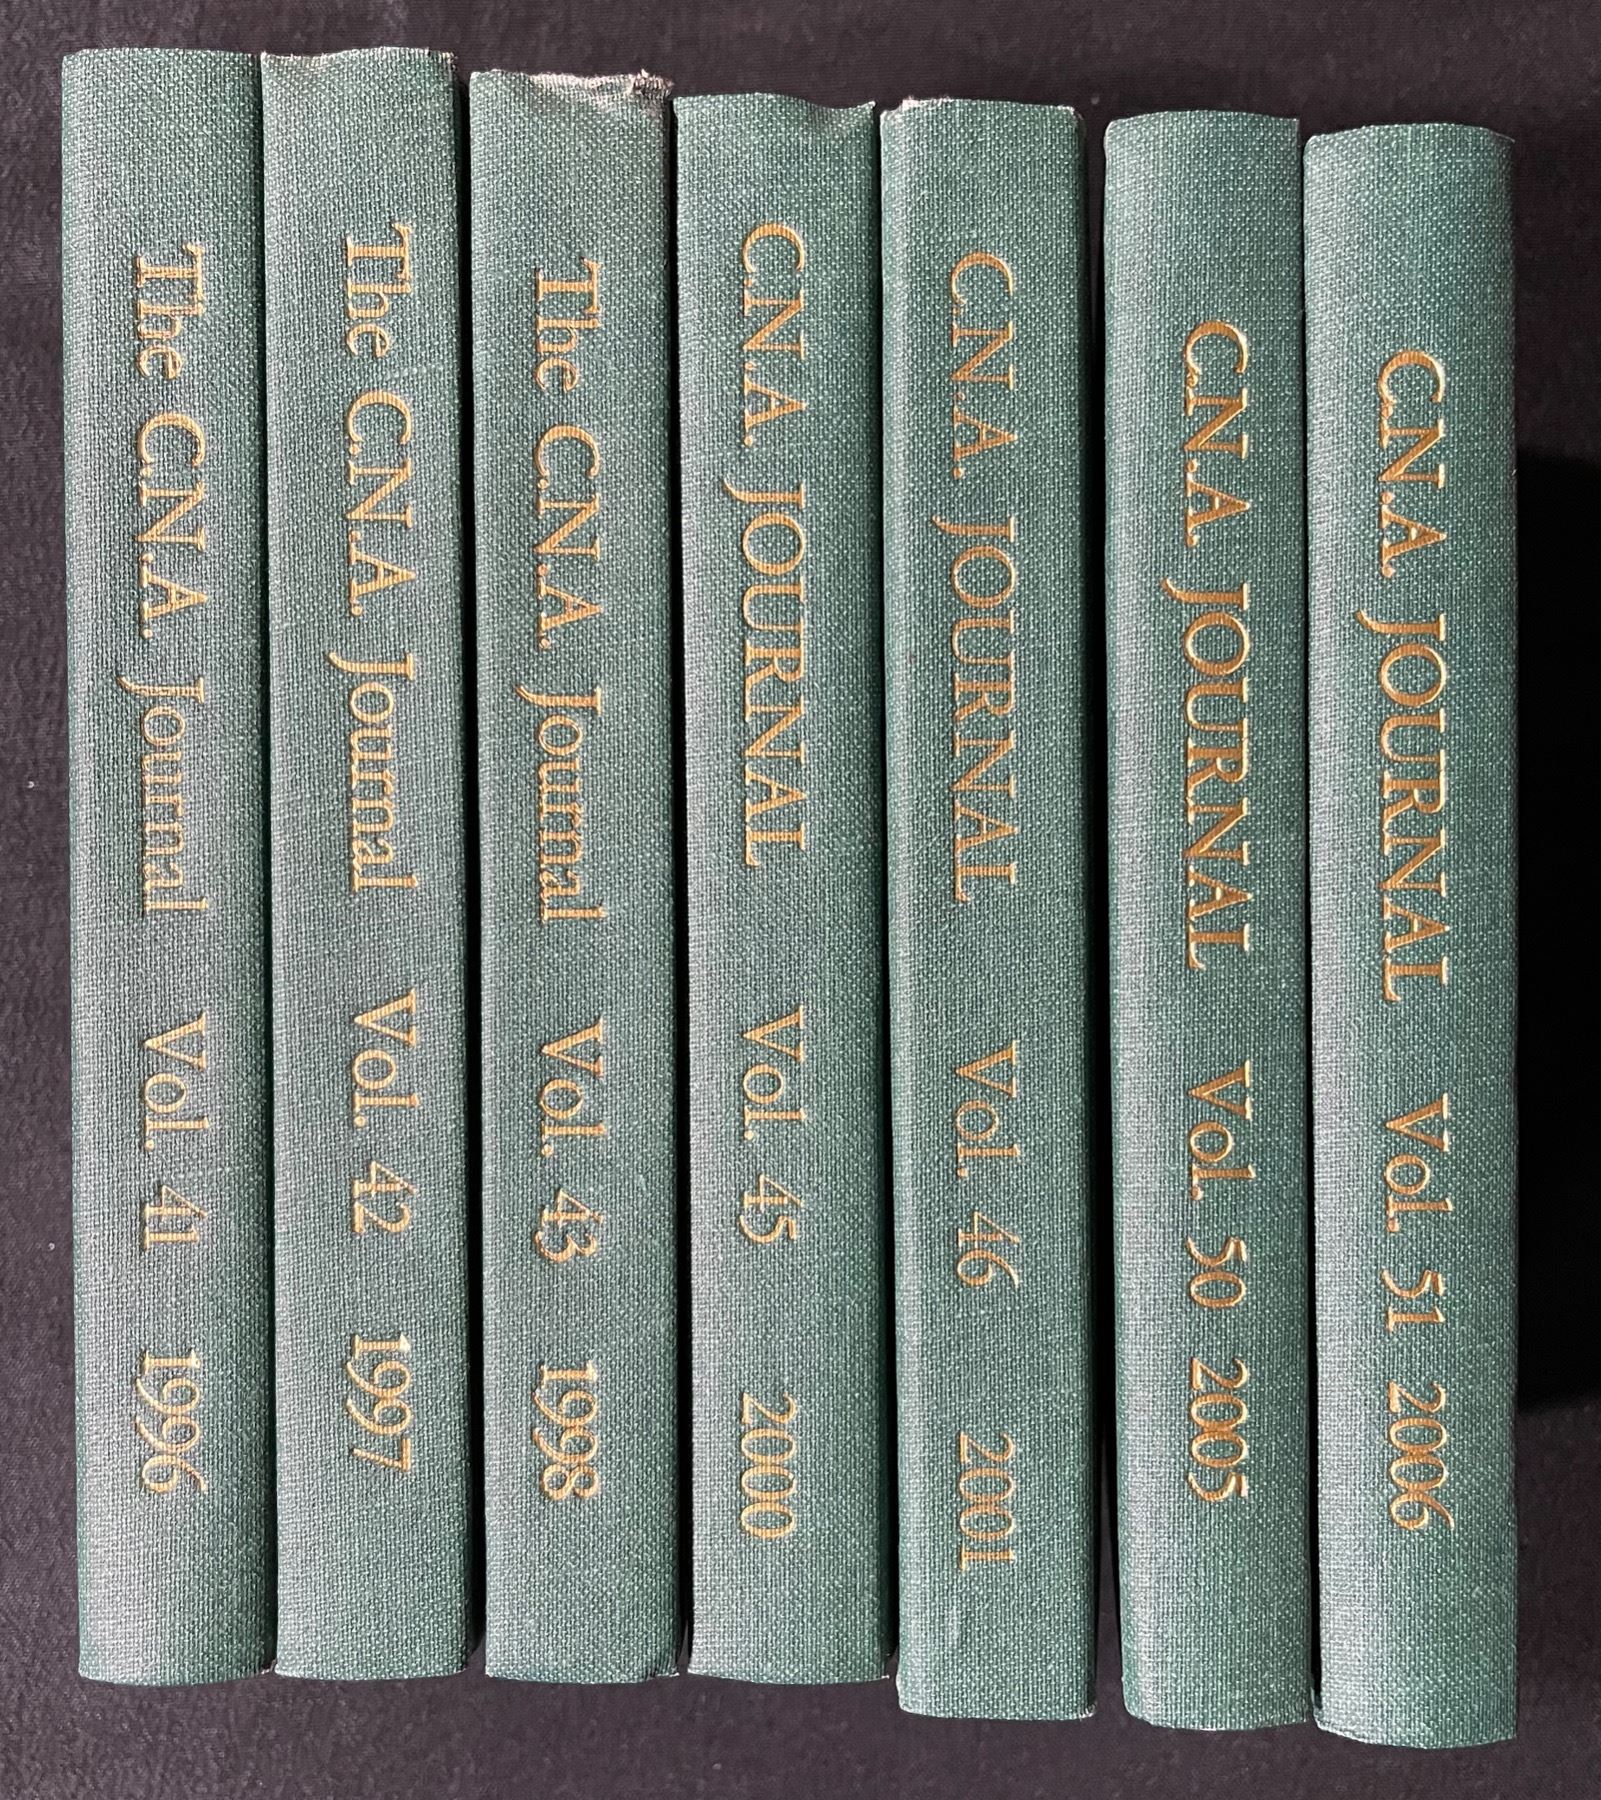 The C.N.A. Journal Vol. 41 1996
The C.N.A. Journal Vol. 42 1997
The C.N.A. Journal Vol. 43 1998
C.N.A. JOURNAL Vol. 45 2000
C.N.A. JOURNAL Vol. 46 2001
C.N.A. JOURNAL Vol. 50 2005
C.N.A. JOURNAL Vol. 51 2006